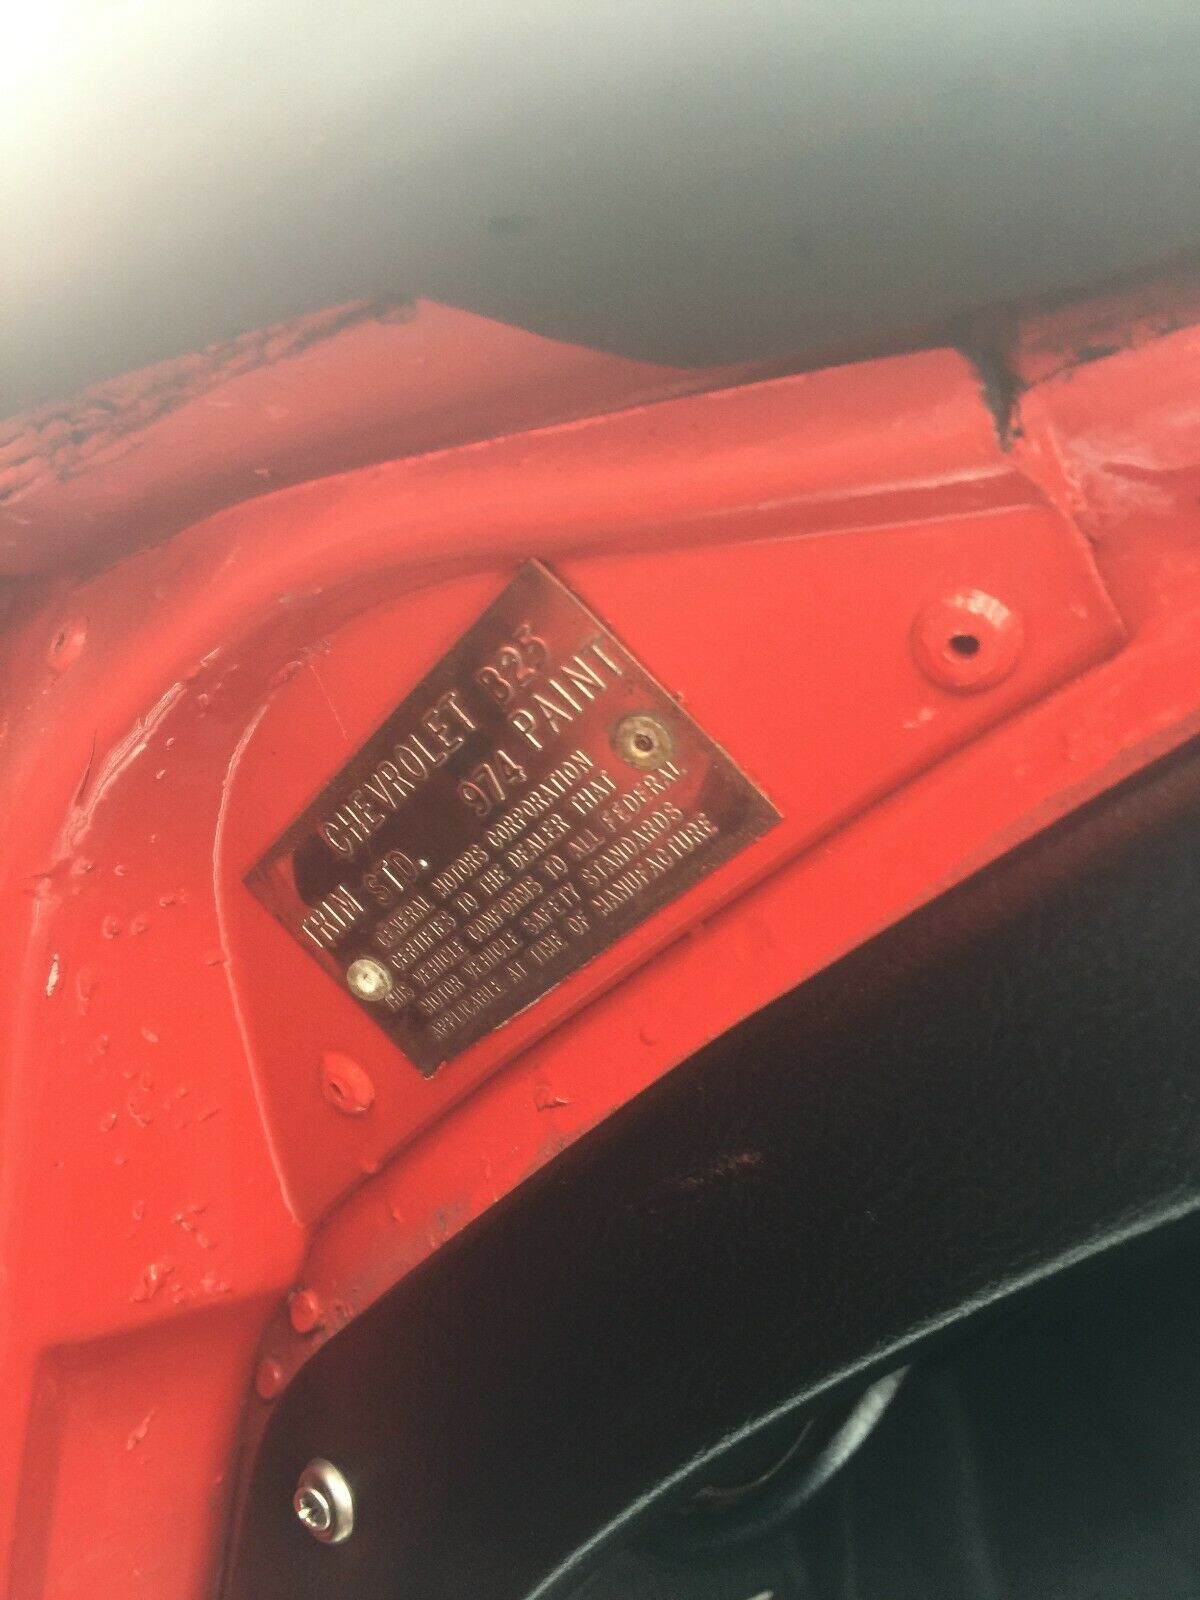 CHEVROLET B25
TRIM STD. 974 PAINT
GENERAL MOTORS CORPORATION
CERTIFIES TO THE DEALER THAT
THIS VEHICLE CONFORMS TO ALL FEDERAL
MOTOR VEHICLE SAFETY STANDARDS
APPLICABLE AT TIME OF MANUFACTURE